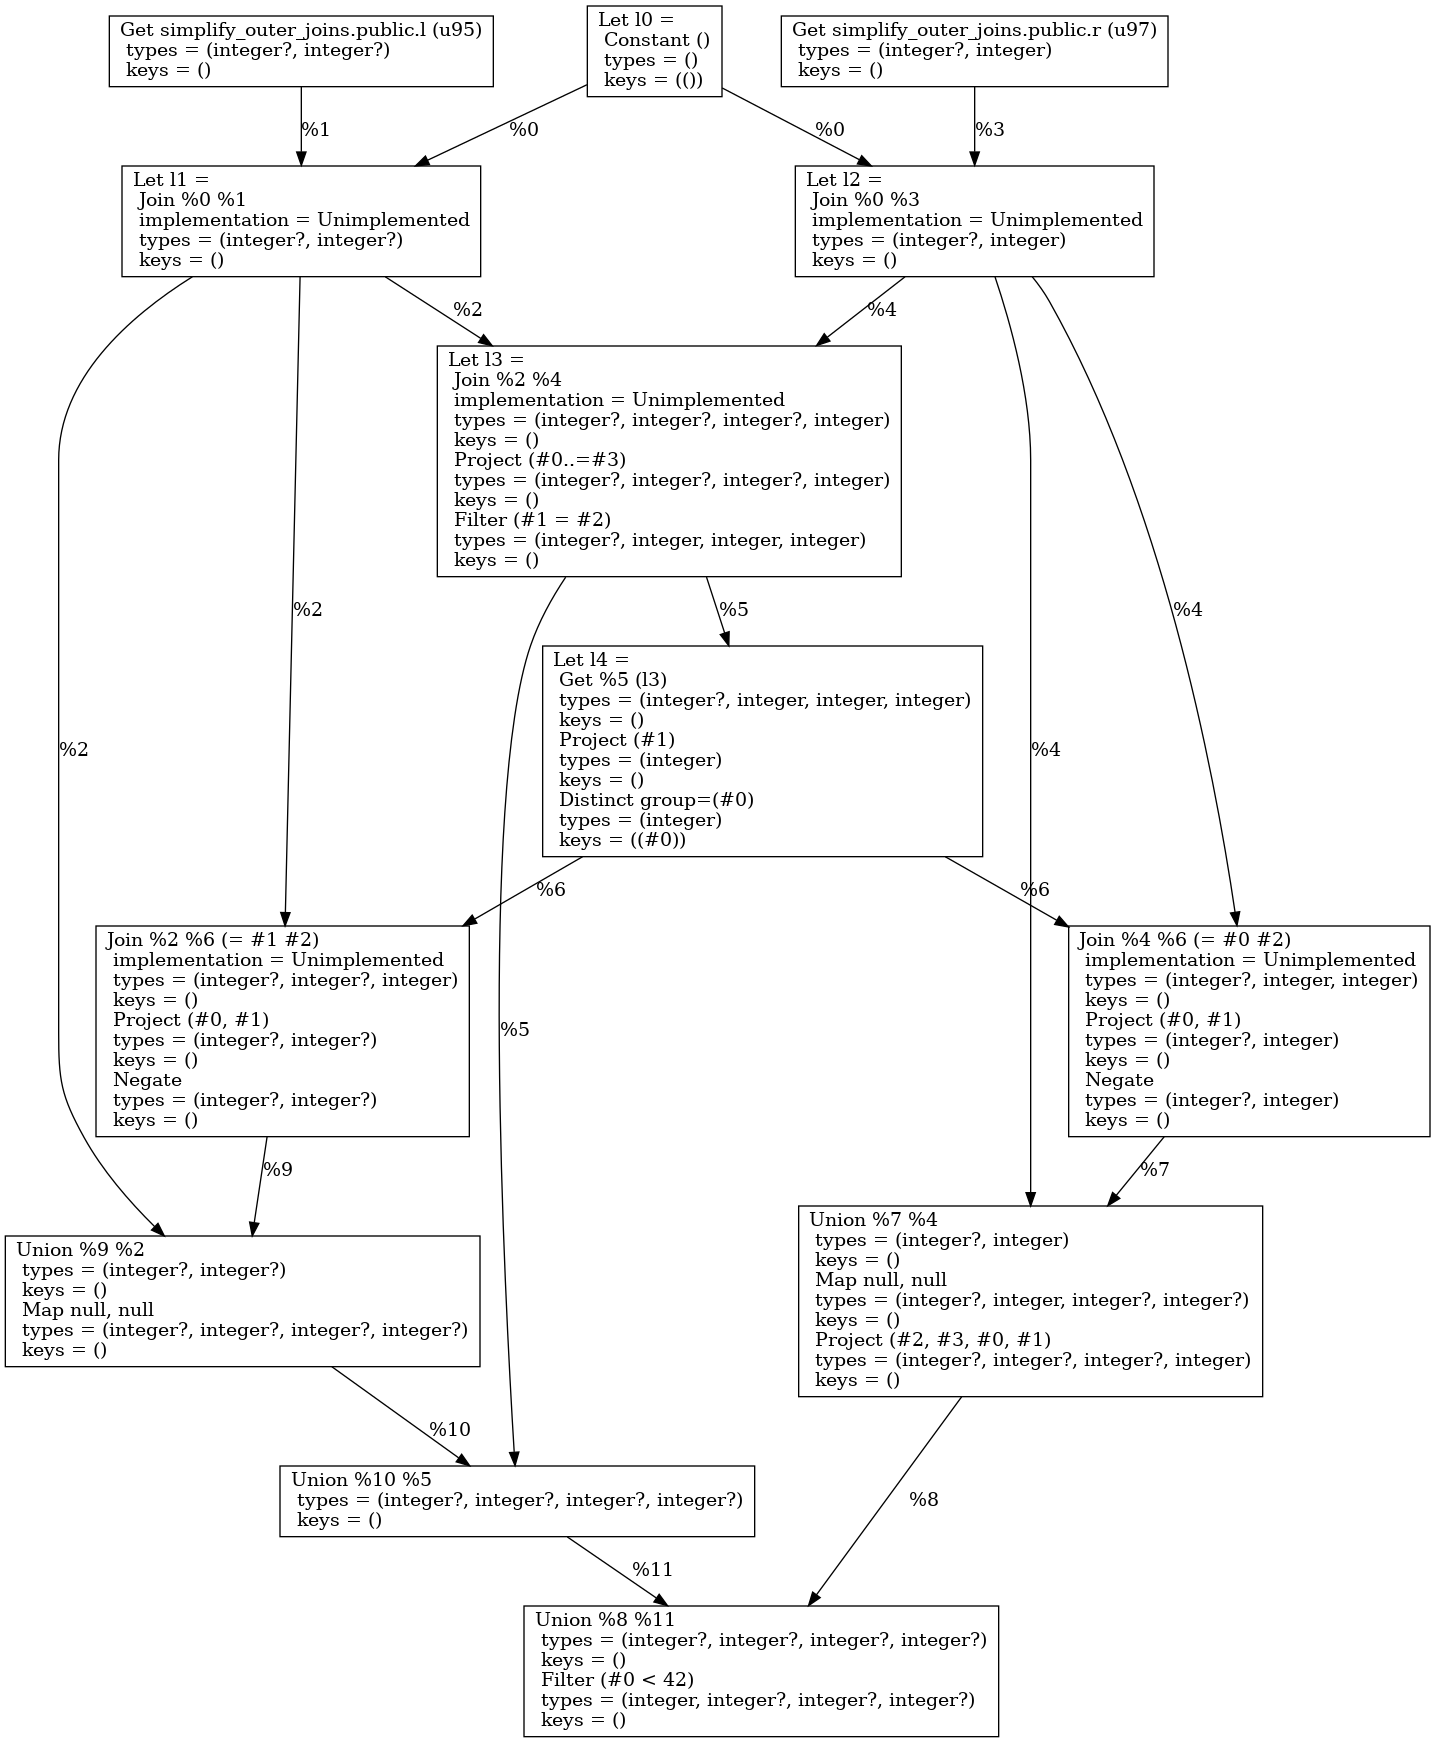 Get simplify_outer_joins.public.l (u95)
types = (integer?, integer?)
keys = ()
Let l0 =
Constant ()
types = ()
keys = (())
Get simplify_outer_joins.public.r (u97)
types = (integer?, integer)
keys = ()
%1
%0
%0
%3
Let l1 =
Join %0 %1
implementation = Unimplemented
types = (integer?, integer?)
keys = ()
Let l2 =
Join %0 %3
implementation = Unimplemented
types = (integer?, integer)
keys = ()
%2
%4
Let l3 =
Join %2 %4
implementation = Unimplemented
types = (integer?, integer?, integer?, integer)
keys = ()
Project (#0..=#3)
types = (integer?, integer?, integer?, integer)
keys = ()
Filter (#1 = #2)
types = (integer?, integer, integer, integer)
keys = ()
%2
%5
%4
Let l4 =
Get %5 (l3)
types = (integer?, integer, integer, integer)
keys = ()
Project (#1)
types = (integer)
keys = ()
Distinct group=(#0)
types = (integer)
keys = ((#0))
%2
%4
%6
%6
Join %2 %6 (= #1 #2)
implementation = Unimplemented
types = (integer?, integer?, integer)
keys = ()
Project (#0, #1)
types = (integer?, integer?)
keys = ()
Negate
types = (integer?, integer?)
keys = ()
%5
Join %4 %6 (= #0 #2)
implementation = Unimplemented
types = (integer?, integer, integer)
keys = ()
Project (#0, #1)
types = (integer?, integer)
keys = ()
Negate
types = (integer?, integer)
keys = ()
%9
%7
Union %9 %2
types = (integer?, integer?)
keys = ()
Map null, null
types = (integer?, integer?, integer?, integer?)
keys = ()
Union %7 %4
types = (integer?, integer)
keys = ()
Map null, null
types = (integer?, integer, integer?, integer?)
keys = ()
Project (#2, #3, #0, #1)
types = (integer?, integer?, integer?, integer)
keys = ()
%10
Union %10 %5
types = (integer?, integer?, integer?, integer?)
keys = ()
%8
%11
Union %8 %11
types = (integer?, integer?, integer?, integer?)
keys = ()
Filter (#0 < 42)
types = (integer, integer?, integer?, integer?)
keys = ()